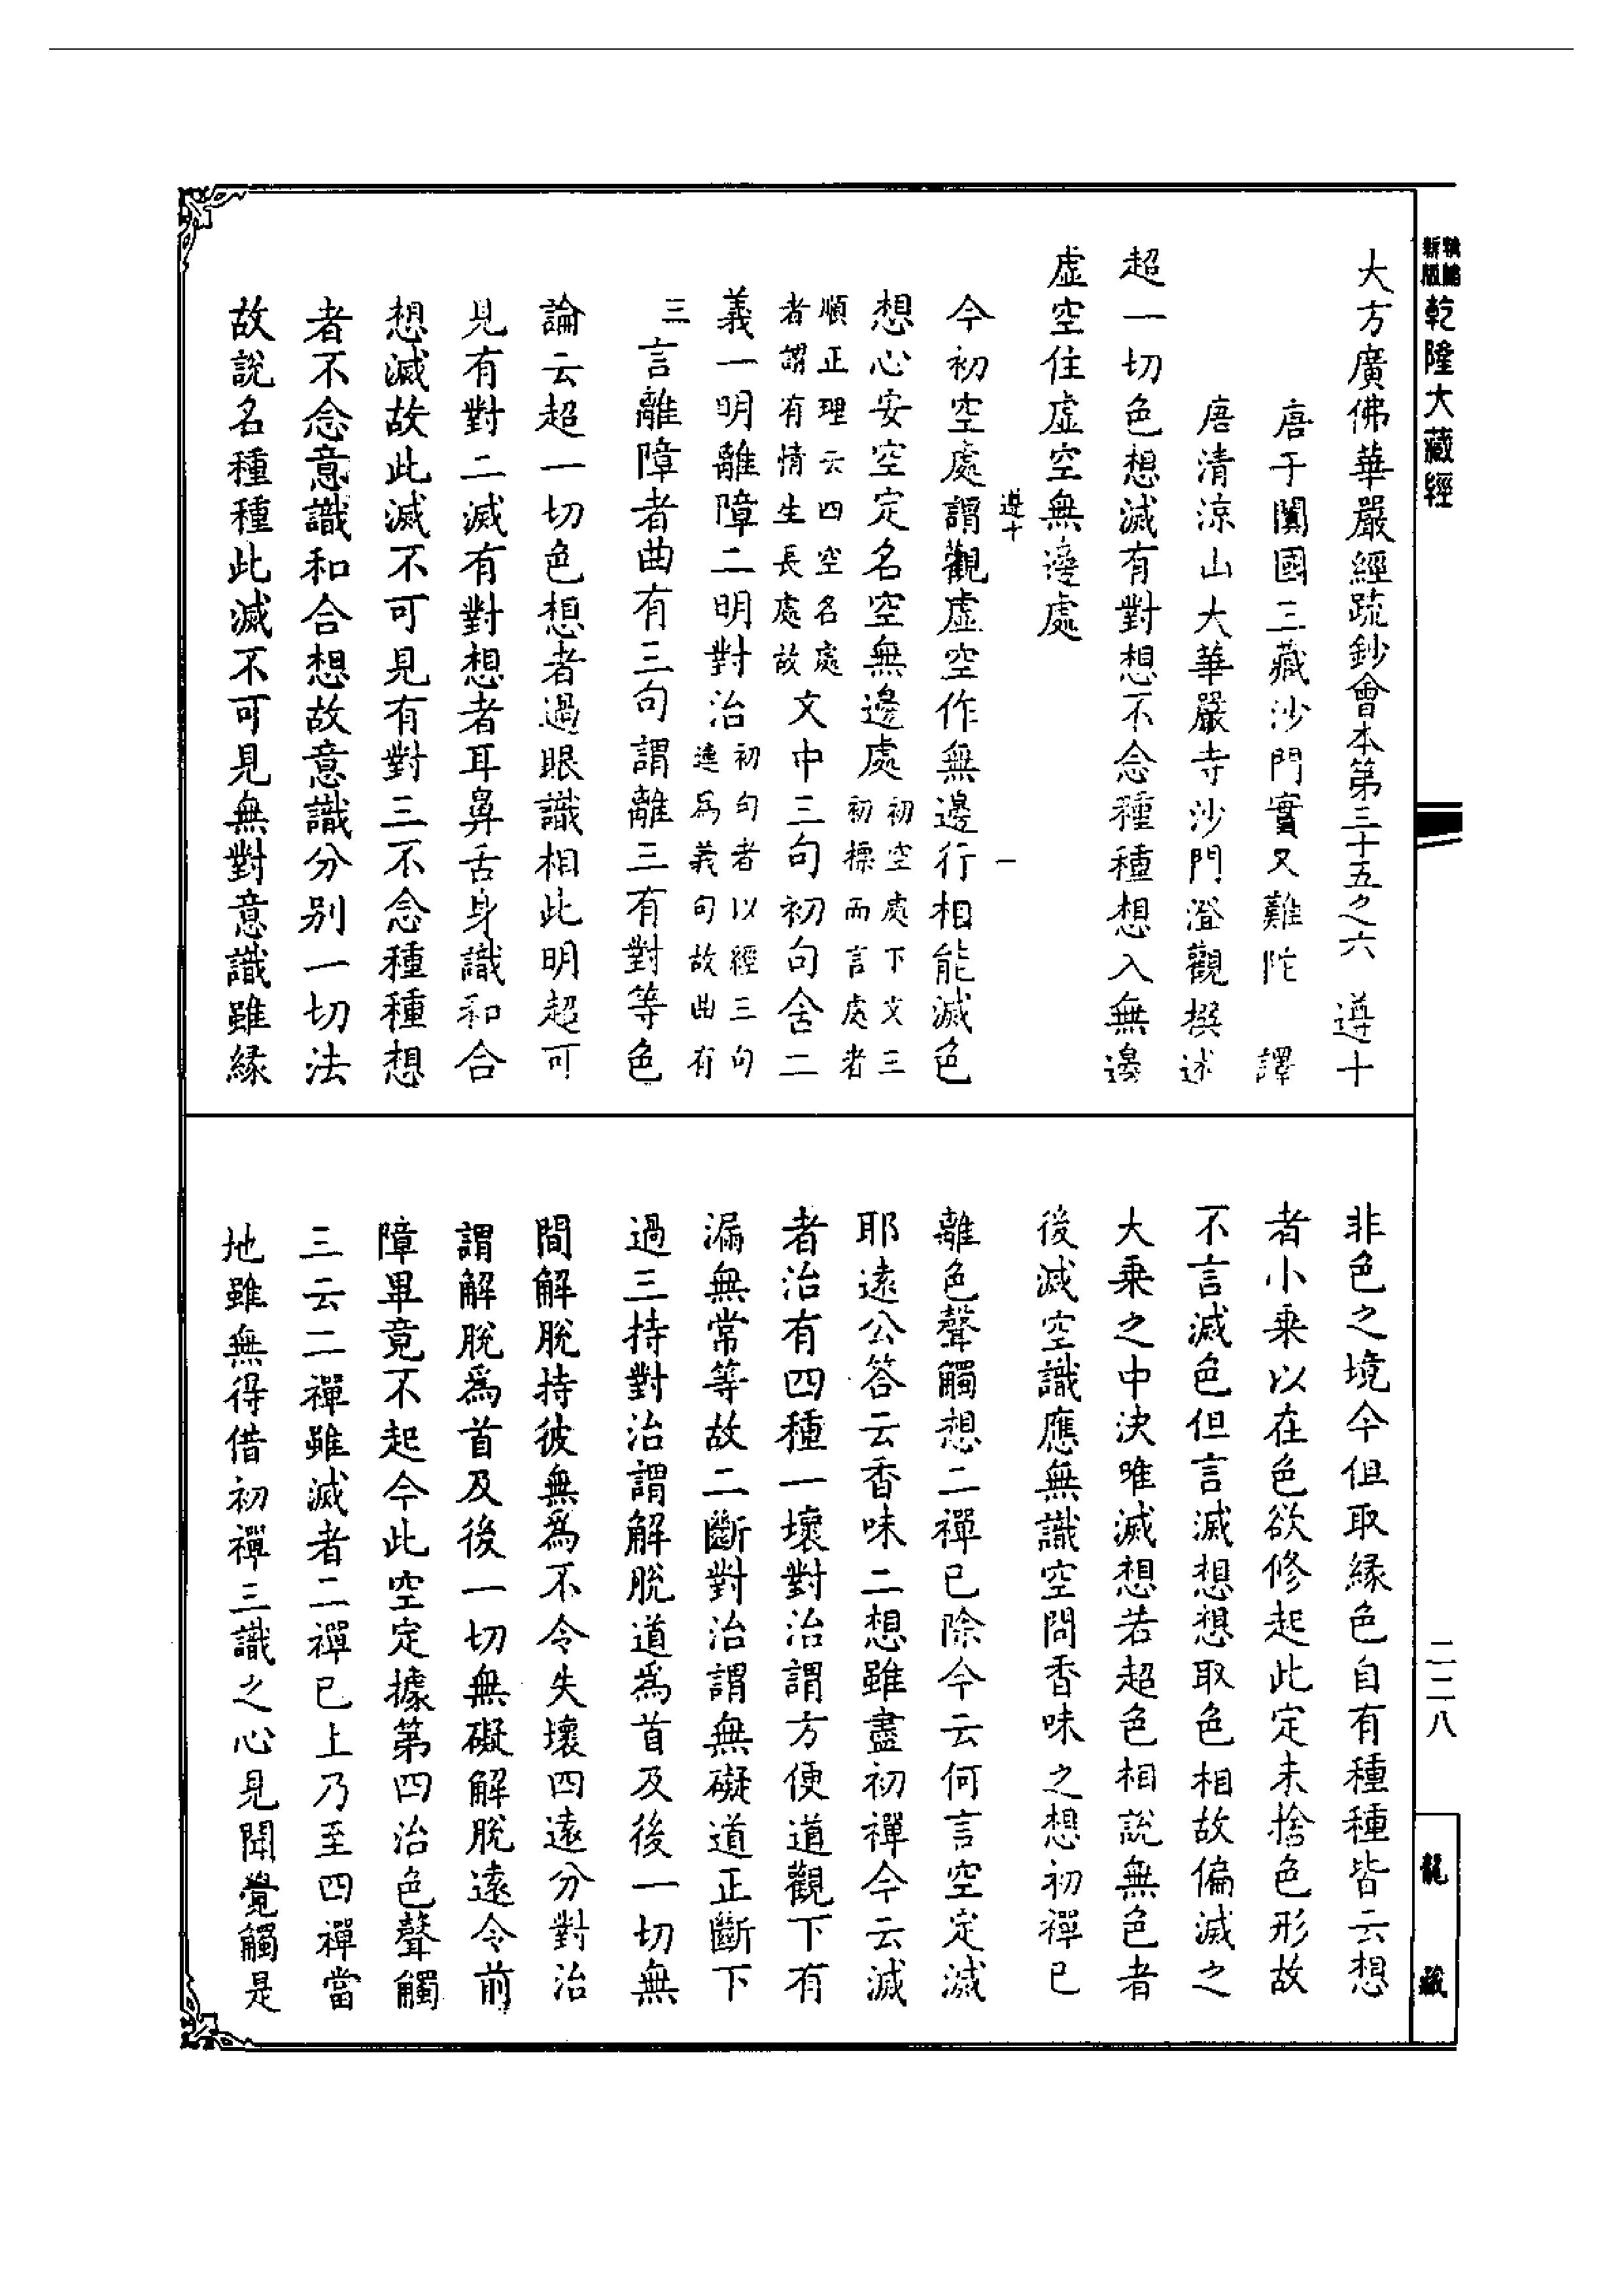 新編縮版
乾隆大藏經
大方廣佛華嚴經疏鈔會本第三十五之六　遵十
唐于闐國三藏沙門實叉難陀　譯
唐清涼山大華嚴寺沙門澄觀撰述
超一切色想滅有對想不念種種想入無邊
虛空住虛空無邊處
遵十　一
今初空處謂觀虛空作無邊行相能滅色
想心安空定名空無邊處初空處下文三
初標而言處者
順正理云四空名處
者謂有情生長處故文中三句初句含二
義一明離障二明對治初句者以經三句
連為義句故曲有
三
言離障者曲有三句謂離三有對等色
論云超一切色想者過眼識相此明超可
見有對二滅有對想者耳鼻舌身識和合
想滅故此滅不可見有對三不念種種想
者不念意識和合想故意識分別一切法
故說名種種此滅不可見無對意識雖緣
非色之境今但取緣色自有種種皆云想
者小乘以在色欲修起此定未捨色形故
不言滅色但言滅想想取色相故偏滅之
大乘之中決唯滅想若超色相說無色者
後滅空識應無識空問香味之想初禪已
離色聲觸想二禪已除今云何言空定滅
耶遠公答云香味二想雖盡初禪今云滅
者治有四種一壞對治謂方便道觀下有
漏無常等故二斷對治謂無礙道正斷下
過三持對治謂解脫道為首及後一切無
間解脫持彼無為不令失壞四遠分對治
謂解脫為首及後一切無礙解脫遠令前
障畢竟不起今此空定據第四治色聲觸
三云二禪雖滅者二禪已上乃至四禪當
地雖無得借初禪三識之心見聞覺觸是
二二八
龍藏